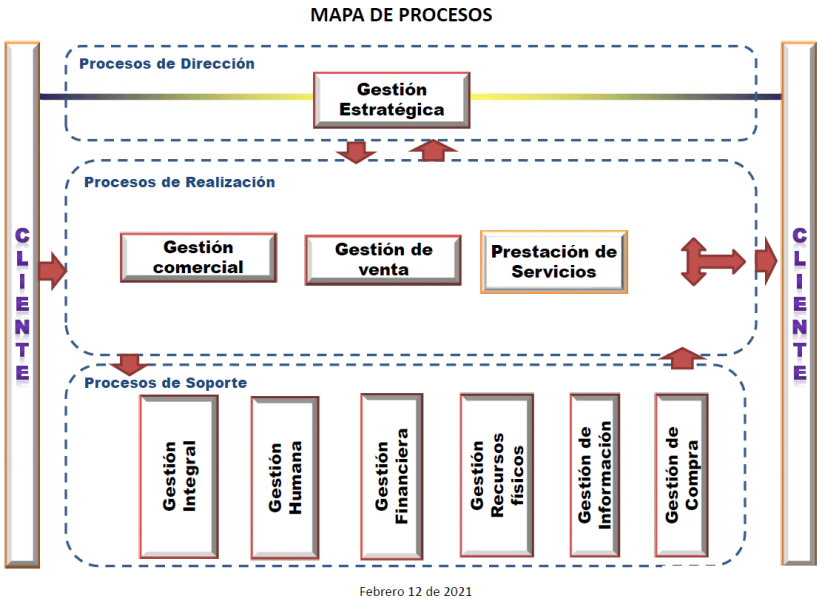 MAPA DE PROCESOS
Procesos de Dirección
Gestión
Estratégica
Procesos de Realización
CLIENTE
Gestión
comercial
Gestión de
venta
Prestación de
Servicios
CLIENTE
Procesos de Soporte
Gestión
Integral
Gestión
Humana
Gestión
Financiera
Gestión
Recursos
físicos
Gestión de
Información
Gestión de
Compra
Febrero 12 de 2021